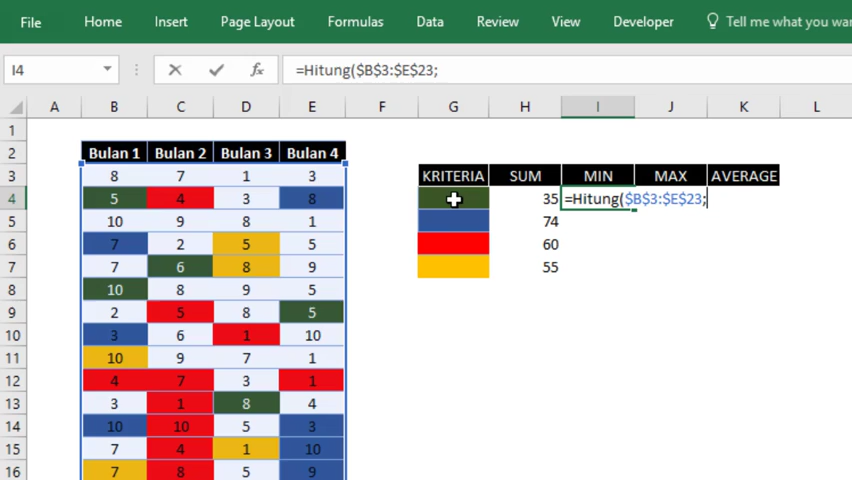 File Home Insert Page Layout Formulas Data Review View Developer Tell me what you wan
I4 fx =Hitung($B$3:$E$23;
A B C D E F G H I J K L
1
2 Bulan 1 Bulan 2 Bulan 3 Bulan 4
3 8 7 1 3 KRITERIA SUM MIN MAX AVERAGE
4 5 4 3 8 35 =Hitung($B$3:$E$23;
5 10 9 8 1 74
6 7 2 5 5 60
7 7 6 8 9 55
8 10 8 9 5
9 2 5 8 5
10 3 6 1 10
11 10 9 7 1
12 4 7 3 1
13 3 1 8 4
14 10 10 5 3
15 7 4 1 10
16 7 8 5 9